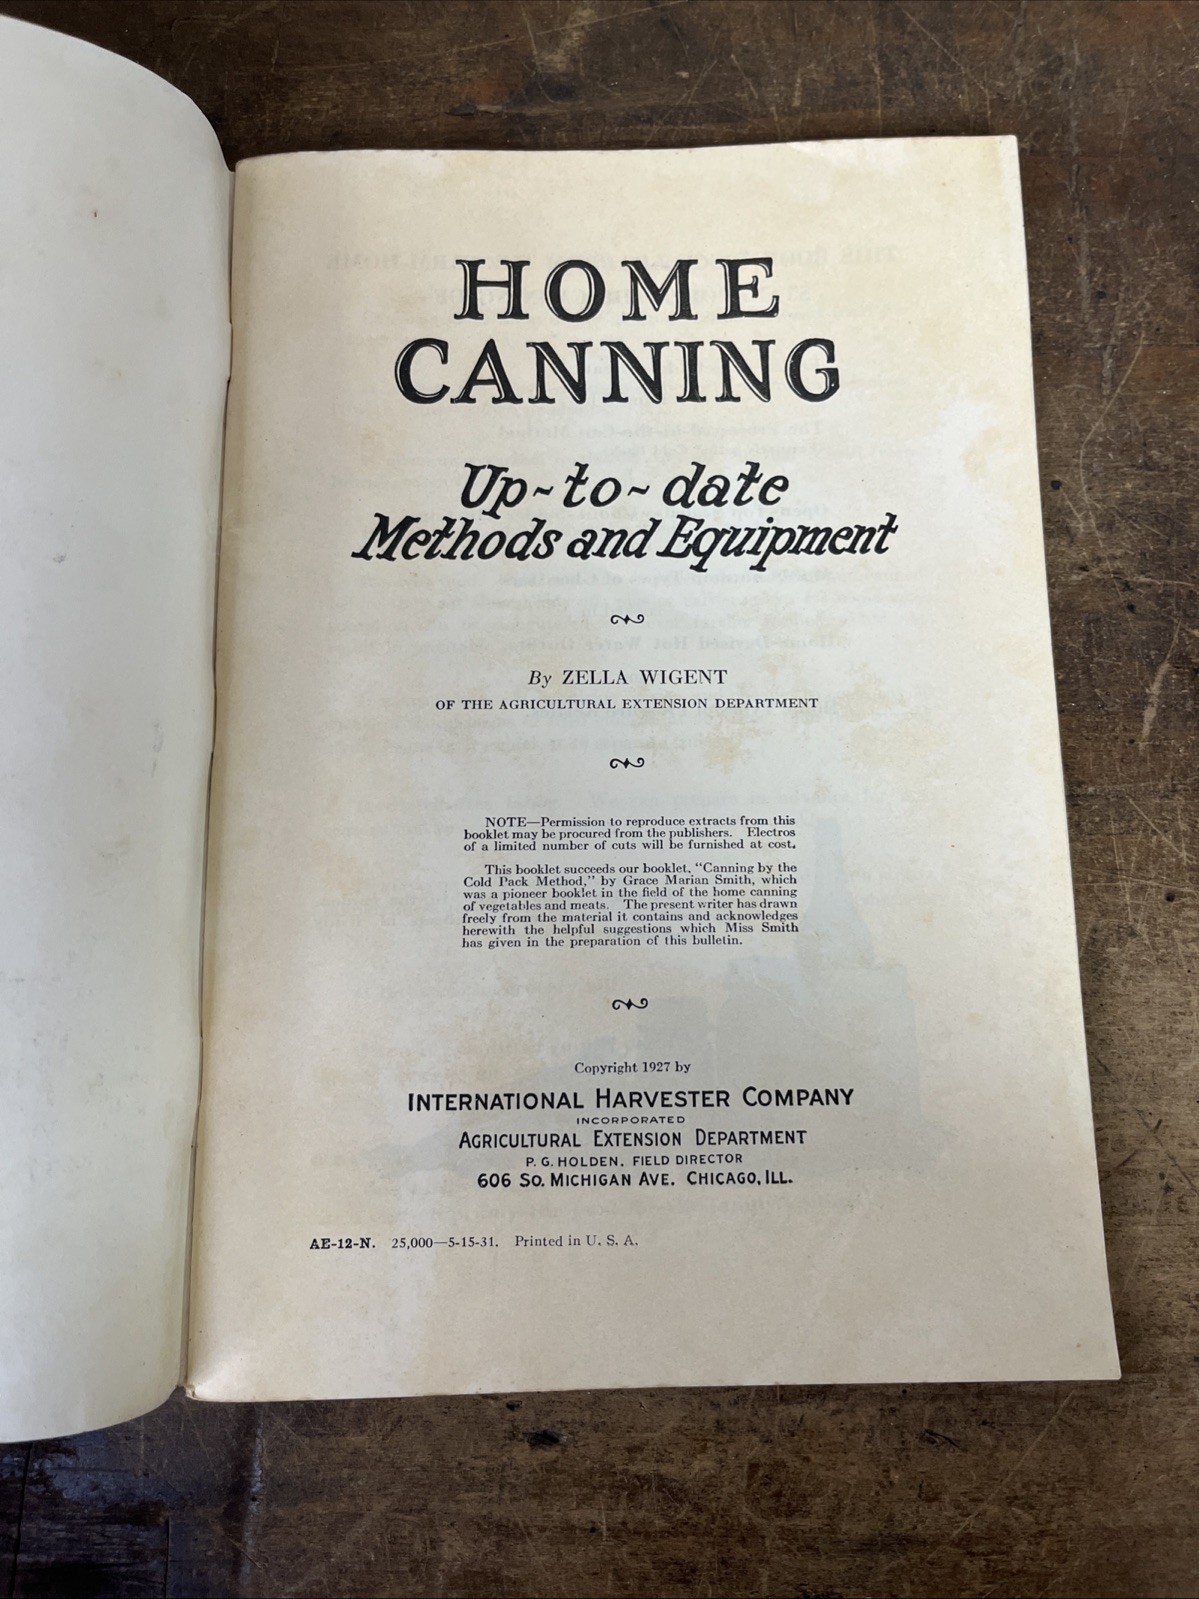 HOME
CANNING
Up~to~date
Methods and Equipment
By ZELLA WIGENT
OF THE AGRICULTURAL EXTENSION DEPARTMENT
NOTE—Permission to reproduce extracts from this
booklet may be procured from the publishers. Electros
of a limited number of cuts will be furnished at cost.
This booklet succeeds our booklet, "Canning by the
Cold Pack Method," by Grace Marian Smith, which
was a pioneer booklet in the field of the home canning
of vegetables and meats. The present writer has drawn
freely from the material it contains and acknowledges
herewith the helpful suggestions which Miss Smith
has given in the preparation of this bulletin.
Copyright 1927 by
INTERNATIONAL HARVESTER COMPANY
INCORPORATED
AGRICULTURAL EXTENSION DEPARTMENT
P. G. HOLDEN, FIELD DIRECTOR
606 SO. MICHIGAN AVE. CHICAGO, ILL.
AE-12-N. 25,000—5-15-31. Printed in U. S. A.